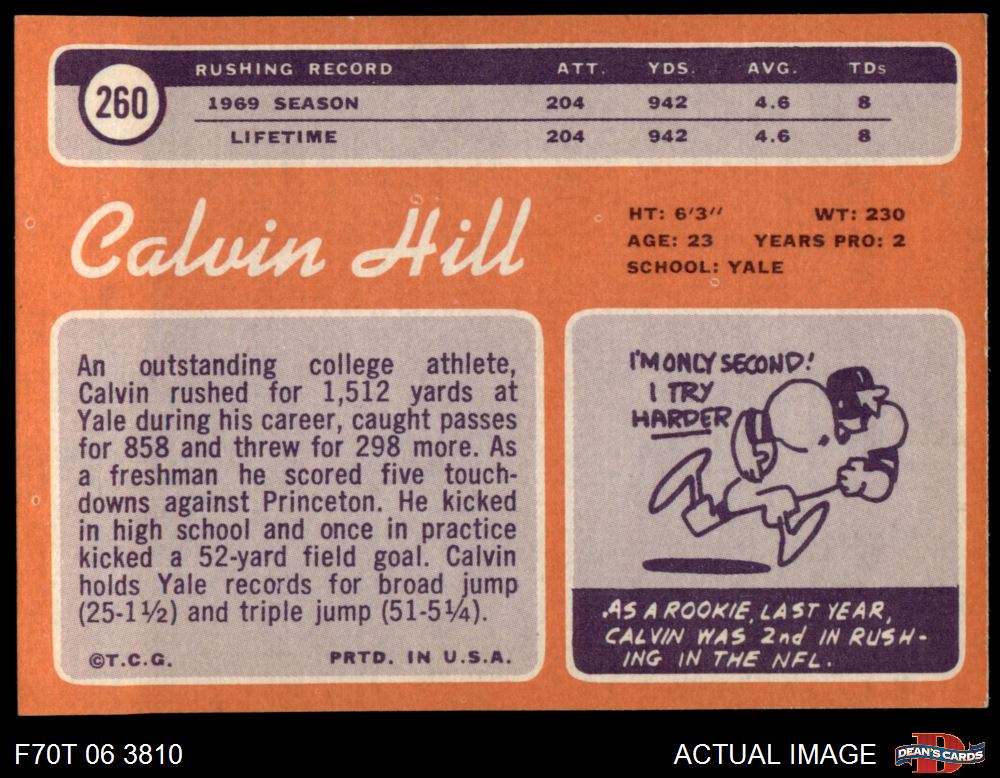 RUSHING RECORD ATT. YDS. AVG. TDs
260
1969 SEASON 204 942 4.6 8
LIFETIME 204 942 4.6 8
Calvin Hill
HT: 6'3" WT: 230
AGE: 23 YEARS PRO: 2
SCHOOL: YALE
An outstanding college athlete,
Calvin rushed for 1,512 yards at
Yale during his career, caught passes
for 858 and threw for 298 more. As
a freshman he scored five touch-
downs against Princeton. He kicked
in high school and once in practice
kicked a 52-yard field goal. Calvin
holds Yale records for broad jump
(25-1½) and triple jump (51-5¼).
©T.C.G. PRTD. IN U.S.A.
I'M ONLY SECOND!
I TRY
HARDER
AS A ROOKIE, LAST YEAR,
CALVIN WAS 2nd IN RUSH-
ING IN THE NFL.
F70T 06 3810 ACTUAL IMAGE
D
DEAN'S CARDS